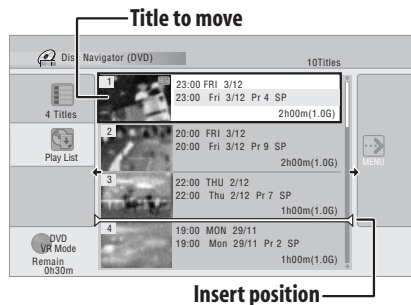 Title to move
Disc Navigator (DVD)
10Titles
4 Titles
Play List
DVD
VR Mode
Remain
0h30m
1
23:00 FRI 3/12
23:00 Fri 3/12 Pr 4 SP
2h00m(1.0G)
2
20:00 FRI 3/12
20:00 Fri 3/12 Pr 9 SP
2h00m(1.0G)
3
22:00 THU 2/12
22:00 Thu 2/12 Pr 7 SP
1h00m(1.0G)
4
19:00 MON 29/11
19:00 Mon 29/11 Pr 2 SP
1h00m(1.0G)
MENU
Insert position